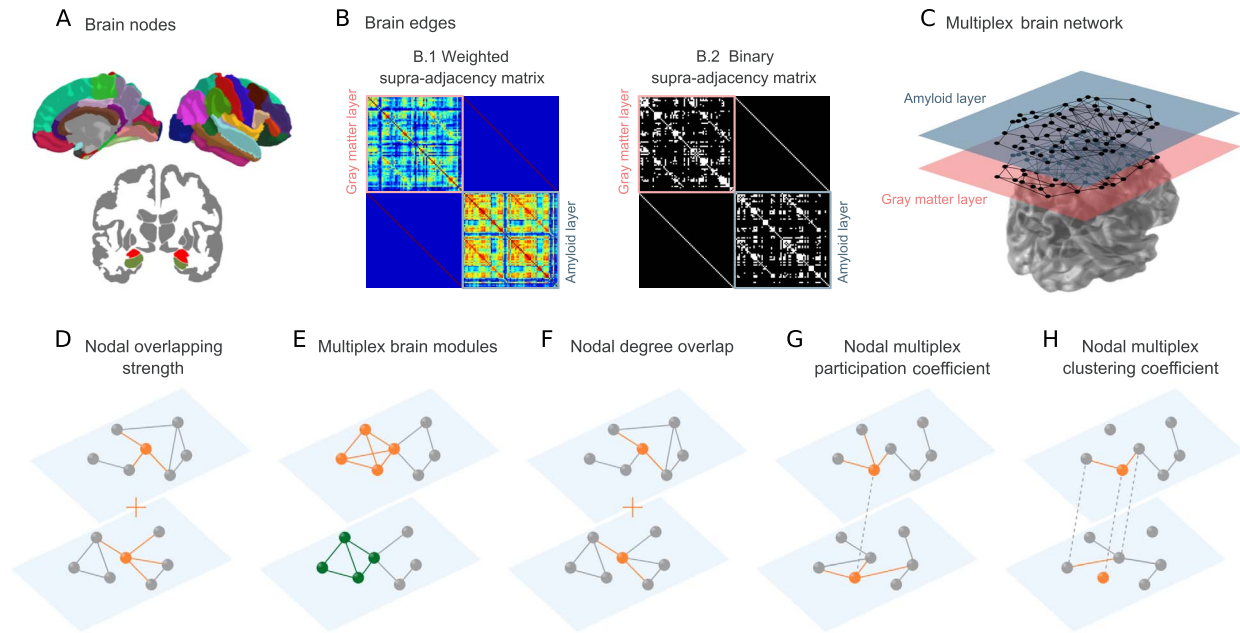 A Brain nodes
B Brain edges
B.1 Weighted
supra-adjacency matrix
Gray matter layer
Amyloid layer
B.2 Binary
supra-adjacency matrix
Gray matter layer
Amyloid layer
C Multiplex brain network
Amyloid layer
Gray matter layer
D Nodal overlapping
strength
E Multiplex brain modules
F Nodal degree overlap
G Nodal multiplex
participation coefficient
H Nodal multiplex
clustering coefficient